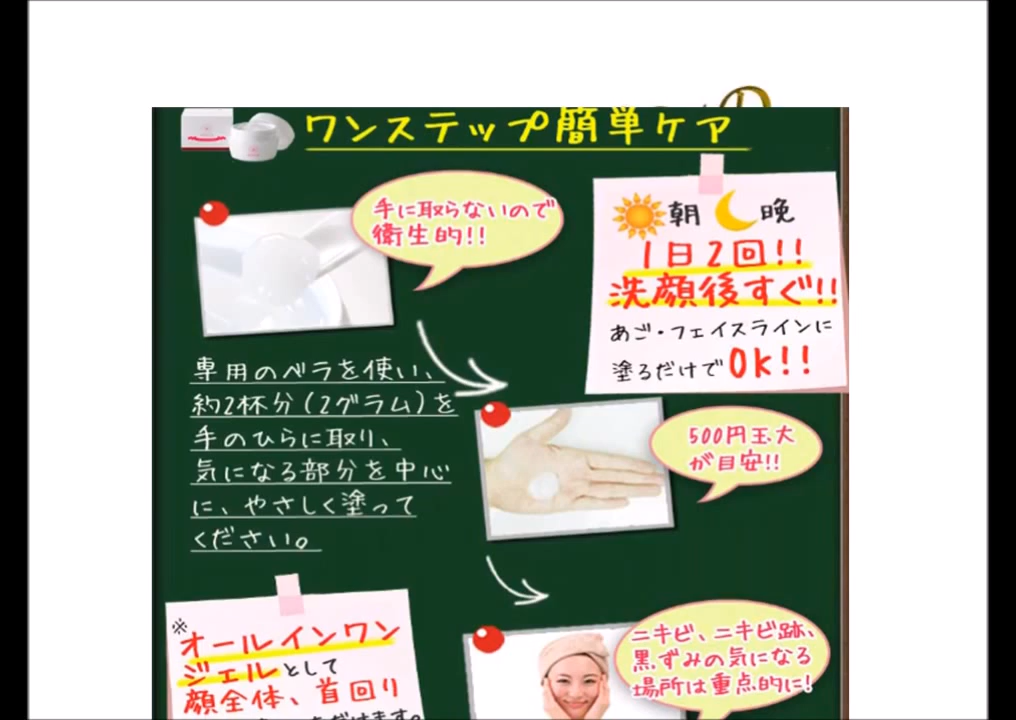 ワンステップ簡単ケア
手に取らないので
衛生的!!
朝 晩
1日2回!!
洗顔後すぐ!!
あご・フェイスラインに
塗るだけでOk!!
専用のベラを使い、
約2杯分(2グラム)を
手のひらに取り、
気になる部分を中心
に、やさしく塗って
ください。
500円玉大
が目安!!
※
オールインワン
ジェルとして
顔全体、首回り
ニキビ、ニキビ跡、
黒ずみの気になる
場所は重点的に!